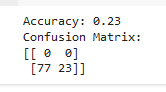 Accuracy: 0.23
Confusion Matrix:
[[ 0  0]
 [77 23]]